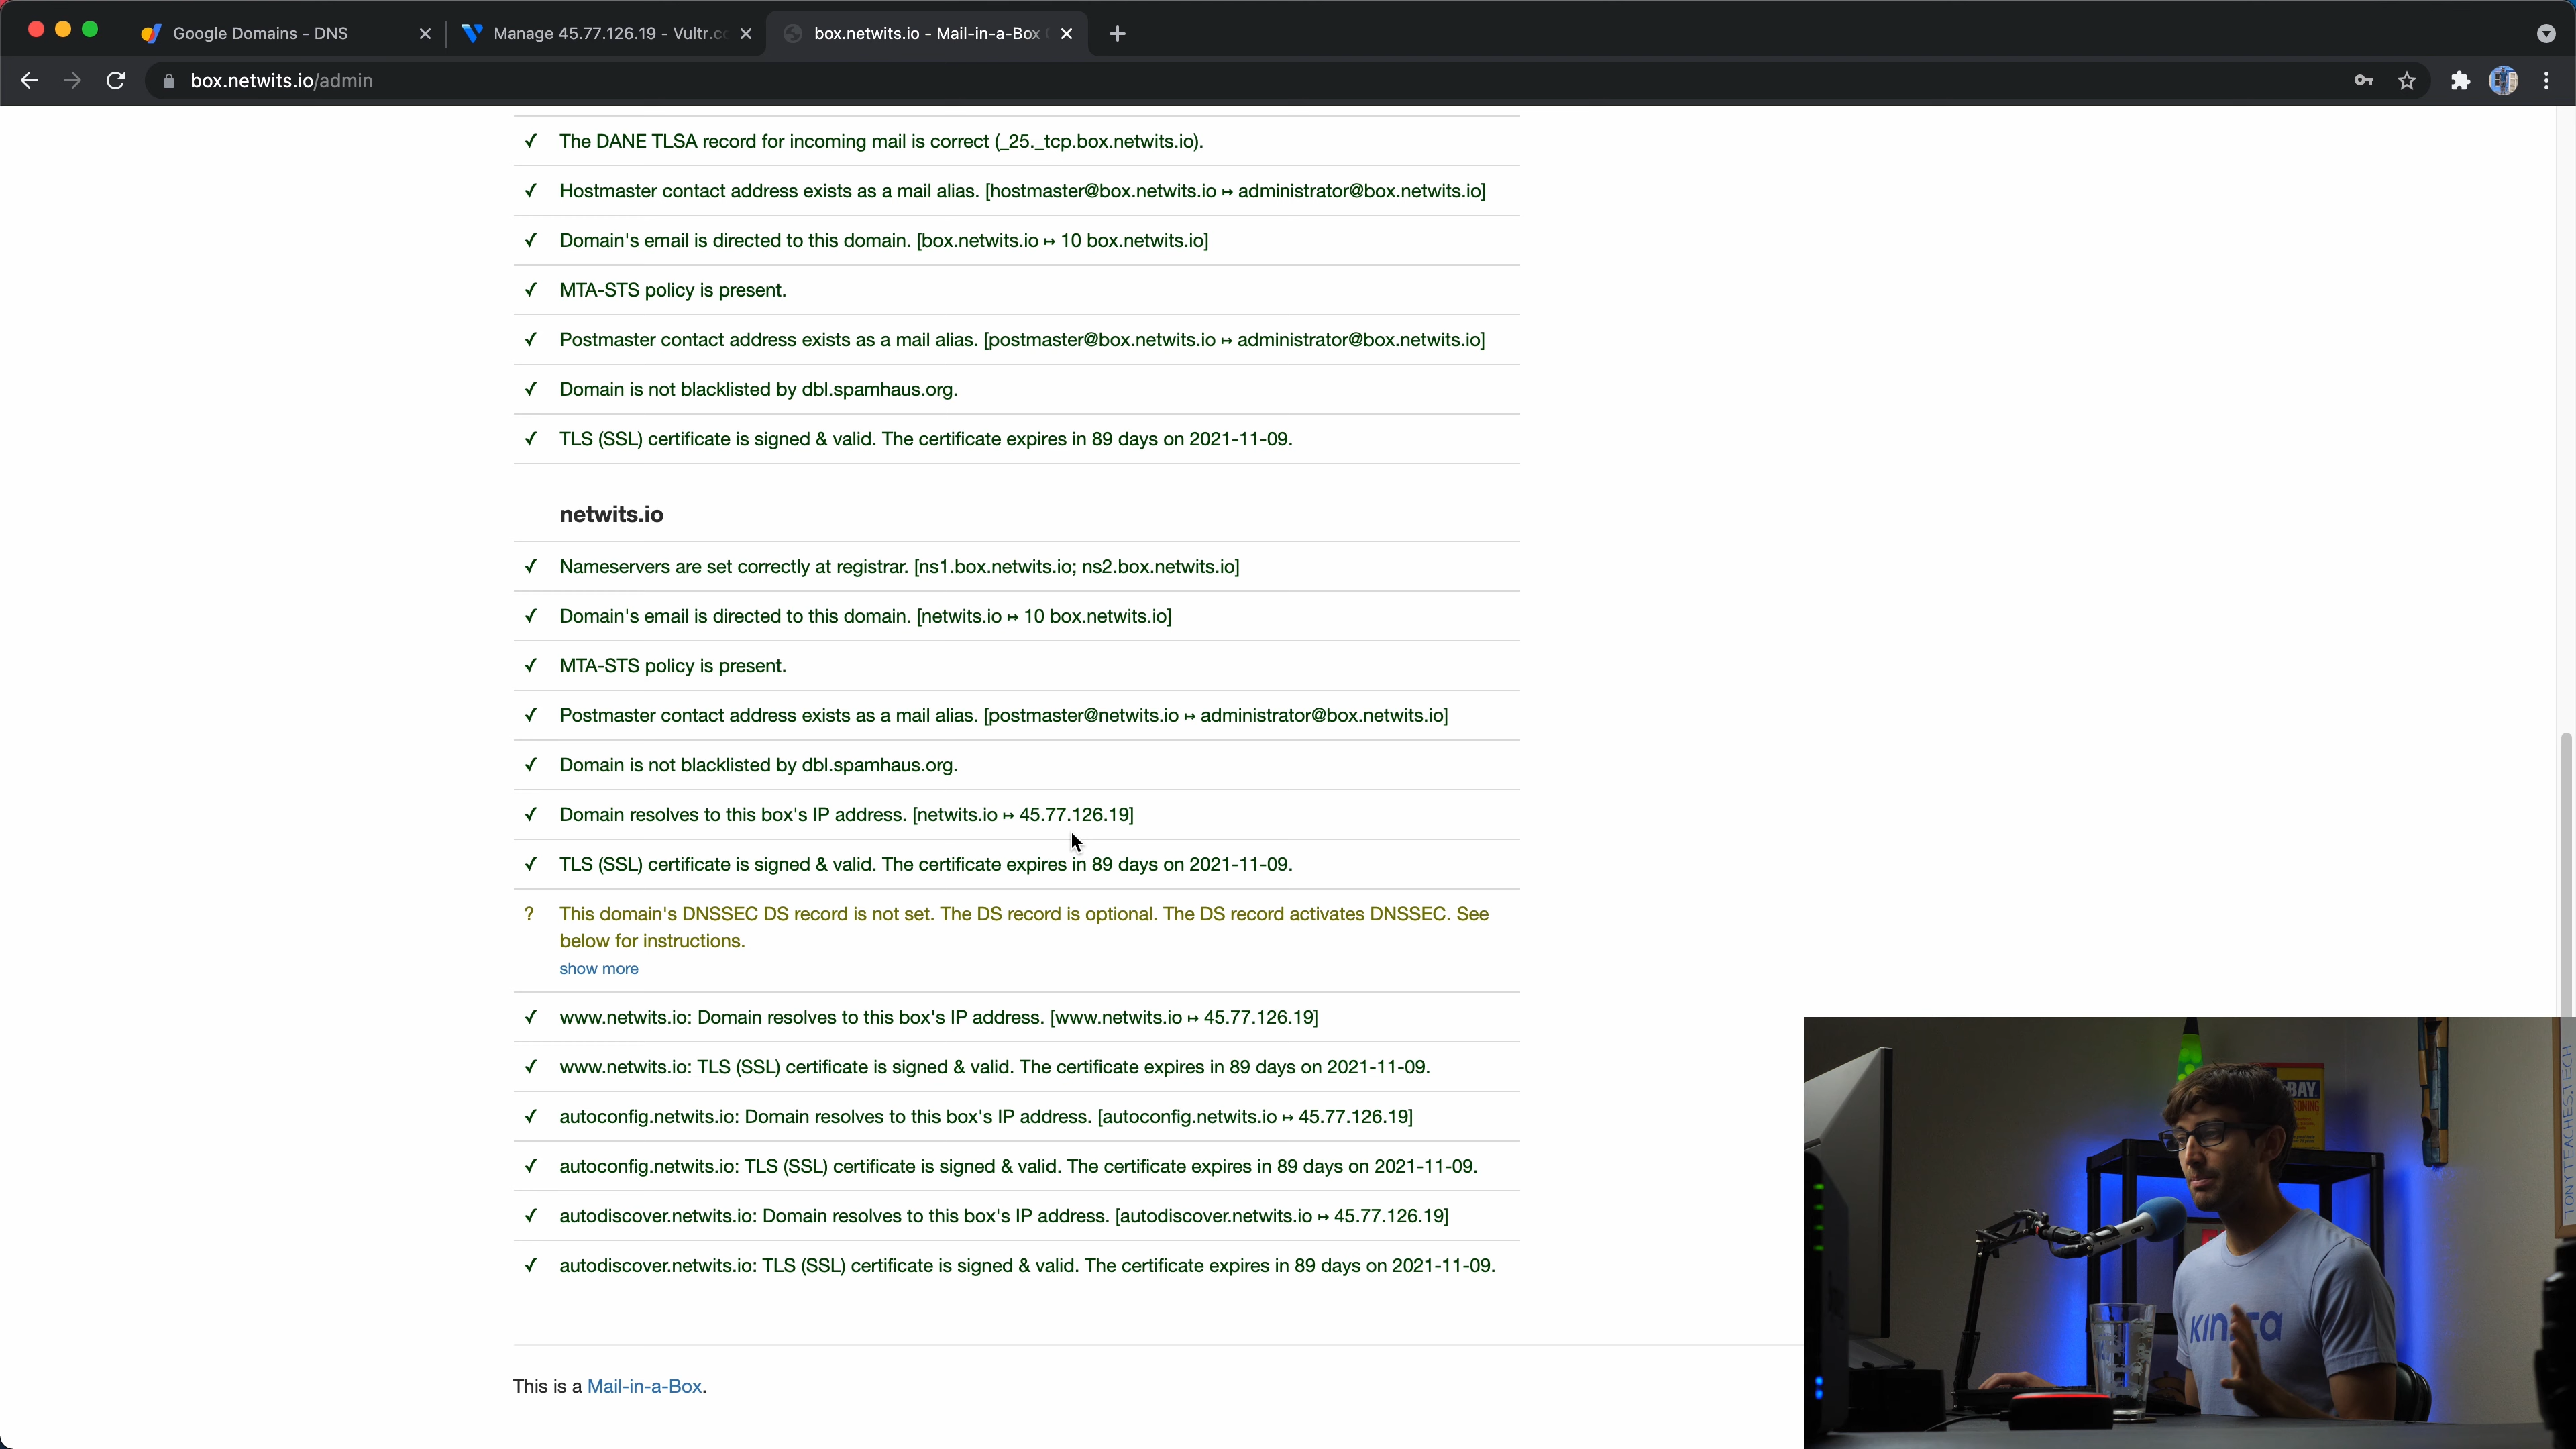 Google Domains - DNS
Manage 45.77.126.19 - Vultr.c
box.netwits.io - Mail-in-a-Box
box.netwits.io/admin
✓ The DANE TLSA record for incoming mail is correct (_25._tcp.box.netwits.io).
✓ Hostmaster contact address exists as a mail alias. [hostmaster@box.netwits.io ↦ administrator@box.netwits.io]
✓ Domain's email is directed to this domain. [box.netwits.io ↦ 10 box.netwits.io]
✓ MTA-STS policy is present.
✓ Postmaster contact address exists as a mail alias. [postmaster@box.netwits.io ↦ administrator@box.netwits.io]
✓ Domain is not blacklisted by dbl.spamhaus.org.
✓ TLS (SSL) certificate is signed & valid. The certificate expires in 89 days on 2021-11-09.
netwits.io
✓ Nameservers are set correctly at registrar. [ns1.box.netwits.io; ns2.box.netwits.io]
✓ Domain's email is directed to this domain. [netwits.io ↦ 10 box.netwits.io]
✓ MTA-STS policy is present.
✓ Postmaster contact address exists as a mail alias. [postmaster@netwits.io ↦ administrator@box.netwits.io]
✓ Domain is not blacklisted by dbl.spamhaus.org.
✓ Domain resolves to this box's IP address. [netwits.io ↦ 45.77.126.19]
✓ TLS (SSL) certificate is signed & valid. The certificate expires in 89 days on 2021-11-09.
? This domain's DNSSEC DS record is not set. The DS record is optional. The DS record activates DNSSEC. See
below for instructions.
show more
✓ www.netwits.io: Domain resolves to this box's IP address. [www.netwits.io ↦ 45.77.126.19]
✓ www.netwits.io: TLS (SSL) certificate is signed & valid. The certificate expires in 89 days on 2021-11-09.
✓ autoconfig.netwits.io: Domain resolves to this box's IP address. [autoconfig.netwits.io ↦ 45.77.126.19]
✓ autoconfig.netwits.io: TLS (SSL) certificate is signed & valid. The certificate expires in 89 days on 2021-11-09.
✓ autodiscover.netwits.io: Domain resolves to this box's IP address. [autodiscover.netwits.io ↦ 45.77.126.19]
✓ autodiscover.netwits.io: TLS (SSL) certificate is signed & valid. The certificate expires in 89 days on 2021-11-09.
This is a Mail-in-a-Box.
BAY
TONYTEACHESTECH